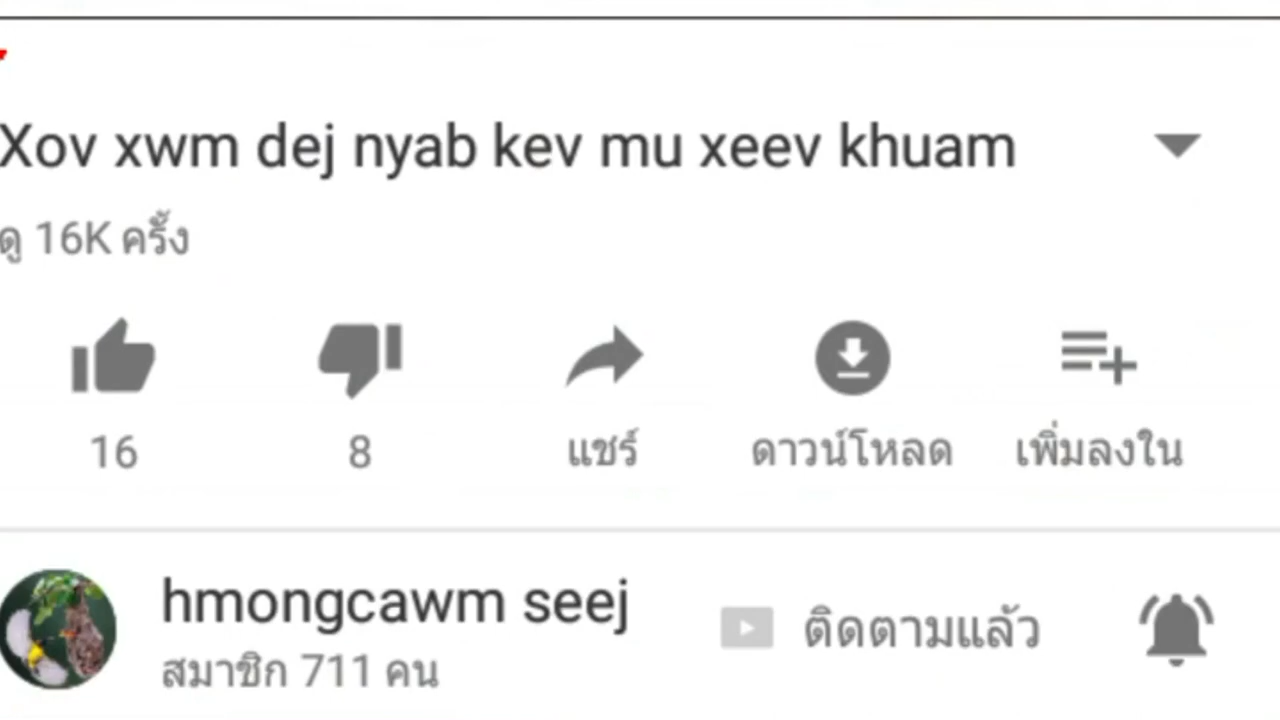 Xov xwm dej nyab kev mu xeev khuam
ดู 16K ครั้ง
16 8 แชร์ ดาวน์โหลด เพิ่มลงใน
hmongcawm seej
ติดตามแล้ว
สมาชิก 711 คน